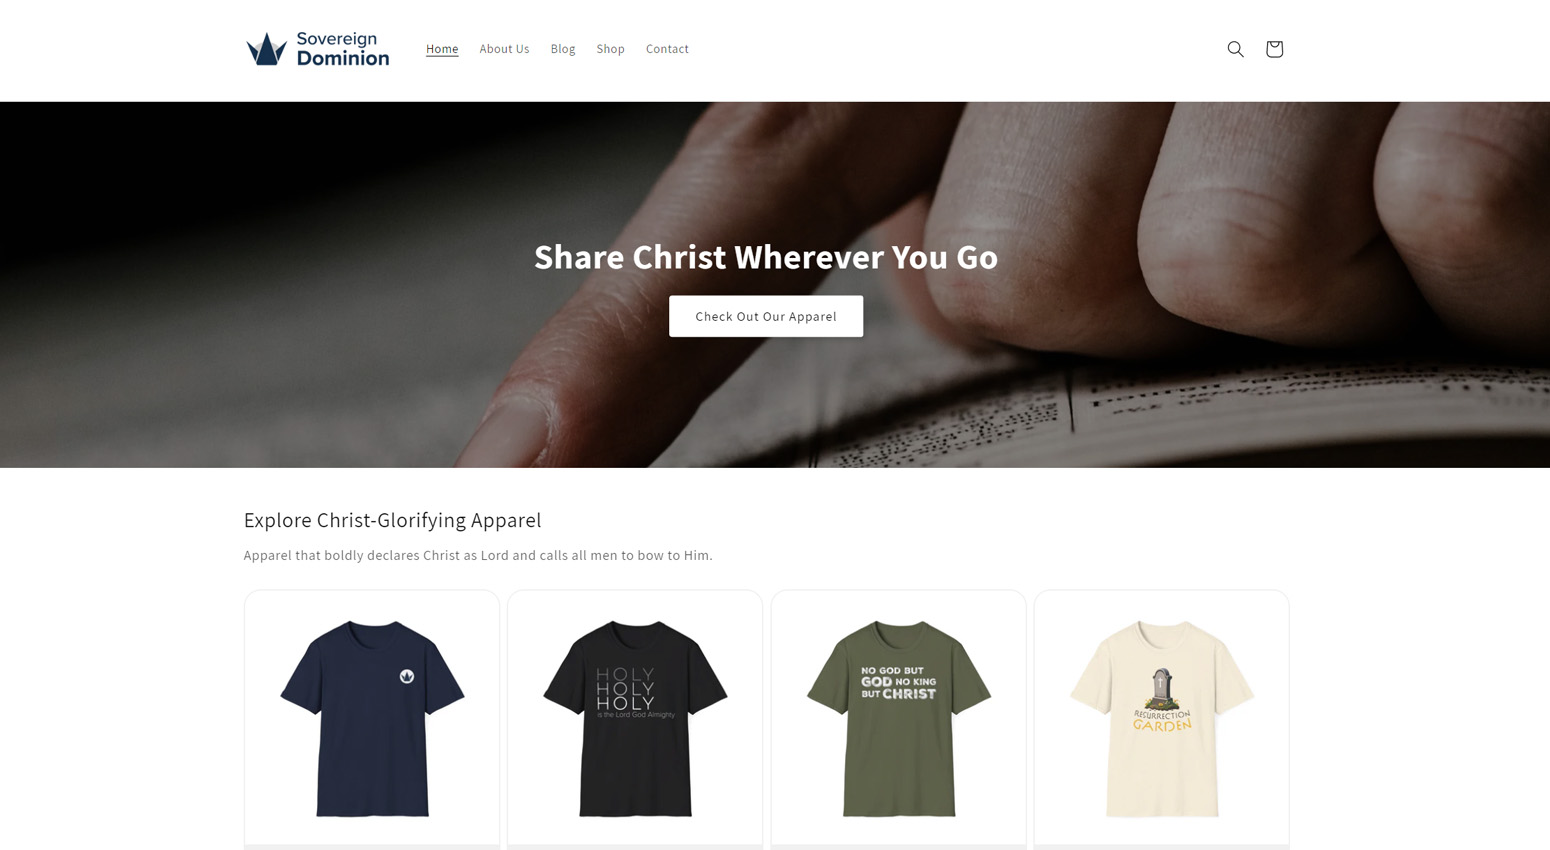 Sovereign
Dominion
Home
About Us
Blog
Shop
Contact
Share Christ Wherever You Go
Check Out Our Apparel
Explore Christ-Glorifying Apparel
Apparel that boldly declares Christ as Lord and calls all men to bow to Him.
HOLY
HOLY
HOLY
is the Lord God Almighty
NO GOD BUT
GOD NO KING
BUT CHRIST
RESURRECTION
GARDEN